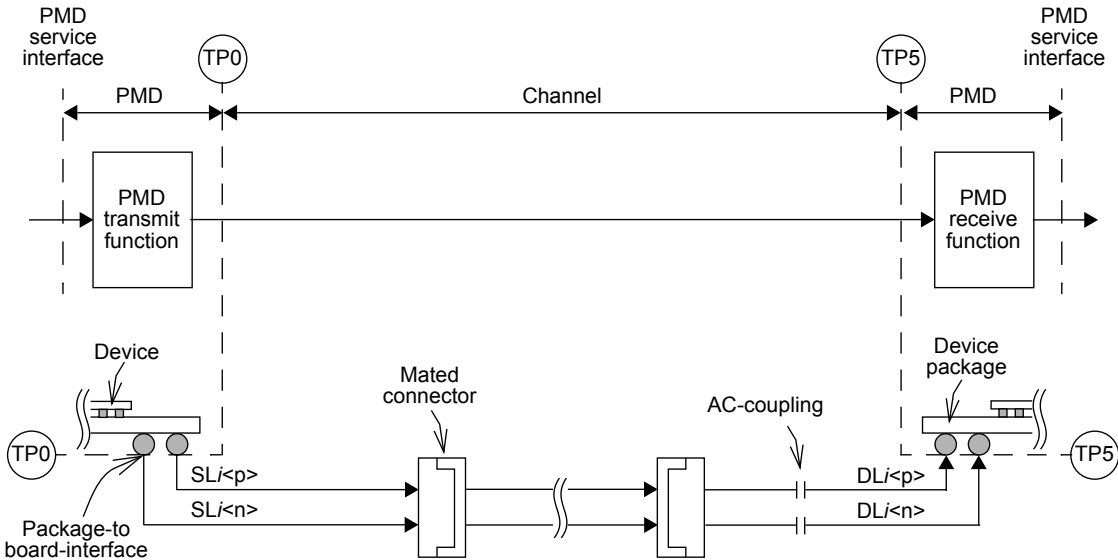 PMD
service
interface
TP0
TP5
PMD
service
interface
PMD
Channel
PMD
PMD
transmit
function
PMD
receive
function
Device
Mated
connector
AC-coupling
Device
package
TP0
SLi<p>
SLi<n>
DLi<p>
DLi<n>
TP5
Package-to
board-interface